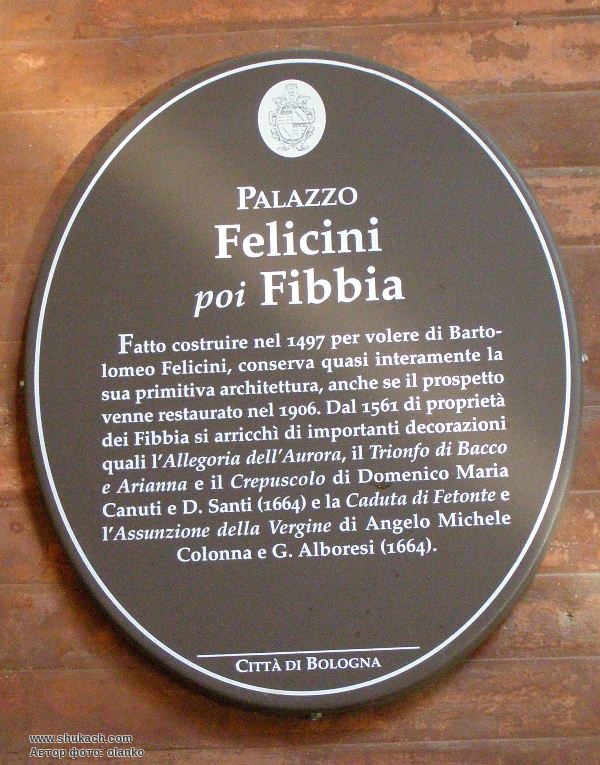 PALAZZO
Felicini
poi Fibbia
Fatto costruire nel 1497 per volere di Barto-
lomeo Felicini, conserva quasi interamente la
sua primitiva architettura, anche se il prospetto
venne restaurato nel 1906. Dal 1561 di proprietà
dei Fibbia si arricchì di importanti decorazioni
quali l'Allegoria dell'Aurora, il Trionfo di Bacco
e Arianna e il Crepuscolo di Domenico Maria
Canuti e D. Santi (1664) e la Caduta di Fetonte e
l'Assunzione della Vergine di Angelo Michele
Colonna e G. Alboresi (1664).
CITTÀ DI BOLOGNA
www.shukach.com
Автор фото: olanko